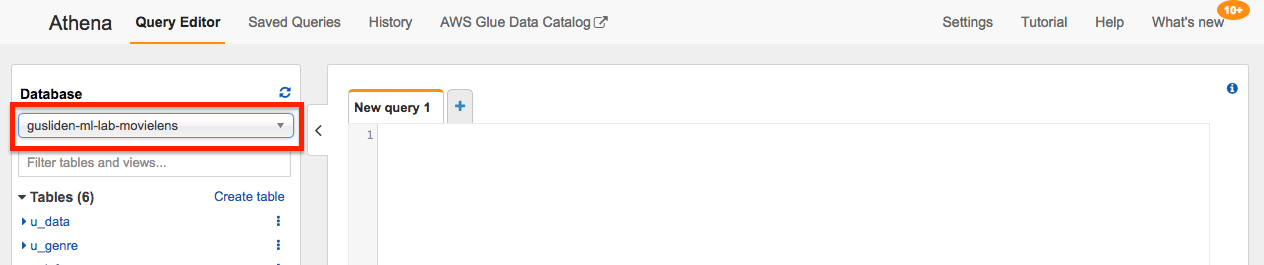 Athena Query Editor Saved Queries History AWS Glue Data Catalog Settings Tutorial Help What's new 10+
Database
gusliden-ml-lab-movielens
Filter tables and views...
Tables (6) Create table
u_data
u_genre
New query 1
1